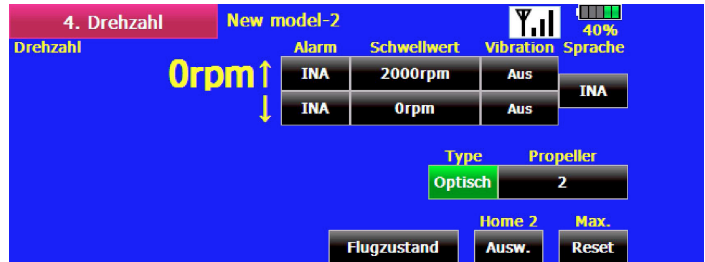 4. Drehzahl New model-2 40%
Drehzahl Alarm Schwellwert Vibration Sprache
0rpm ↑ INA 2000rpm Aus INA
↓ INA 0rpm Aus
Type Propeller
Optisch 2
Home 2 Max.
Flugzustand Ausw. Reset